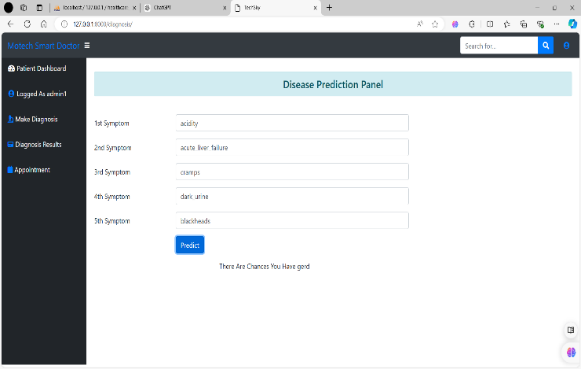 localhost / 127.0.0.1 / healthcare
ChatGPT
127.0.0.1:8000/diagnosis/
Motech Smart Doctor
Search for...
Patient Dashboard
Logged As admin1
Make Diagnosis
Diagnosis Results
Appointment
Disease Prediction Panel
1st Symptom
acidity
2nd Symptom
acute liver failure
3rd Symptom
cramps
4th Symptom
dark urine
5th Symptom
blackheads
Predict
There Are Chances You Have gerd